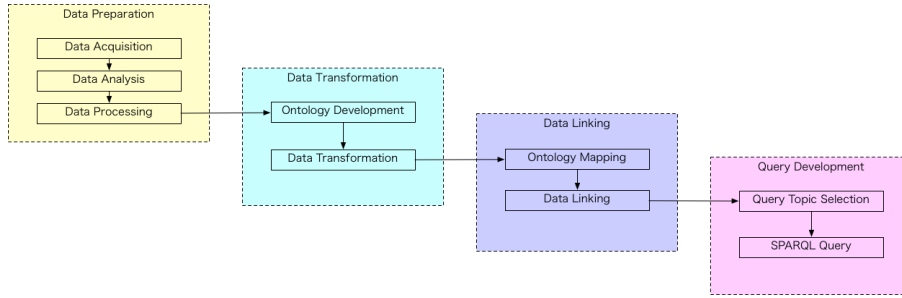 Data Preparation
Data Acquisition
Data Analysis
Data Processing
Data Transformation
Ontology Development
Data Transformation
Data Linking
Ontology Mapping
Data Linking
Query Development
Query Topic Selection
SPARQL Query